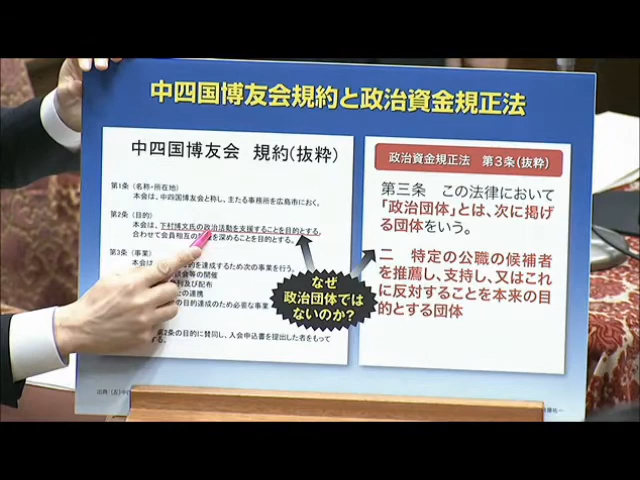 中四国博友会規約と政治資金規正法
中四国博友会 規約(抜粋)
第1条 (名称・所在地)
本会は、中四国博友会と称し、主たる事務所を広島市におく。
第2条 (目的)
本会は、下村博文氏の政治活動を支援することを目的とする。
合わせて会員相互の を深めることを目的とする。
第3条 (事業)
本会は 的を達成するため次の事業を行う。
会等の開催
及び配布
との連携
の目的達成のため必要な事業
第2条の目的に賛同し、入会申込書を提出した者をもって
する。
なぜ
政治団体では
ないのか?
政治資金規正法 第3条(抜粋)
第三条 この法律において
「政治団体」とは、次に掲げ
る団体をいう。
二 特定の公職の候補者
を推薦し、支持し、又はこれ
に反対することを本来の目
的とする団体